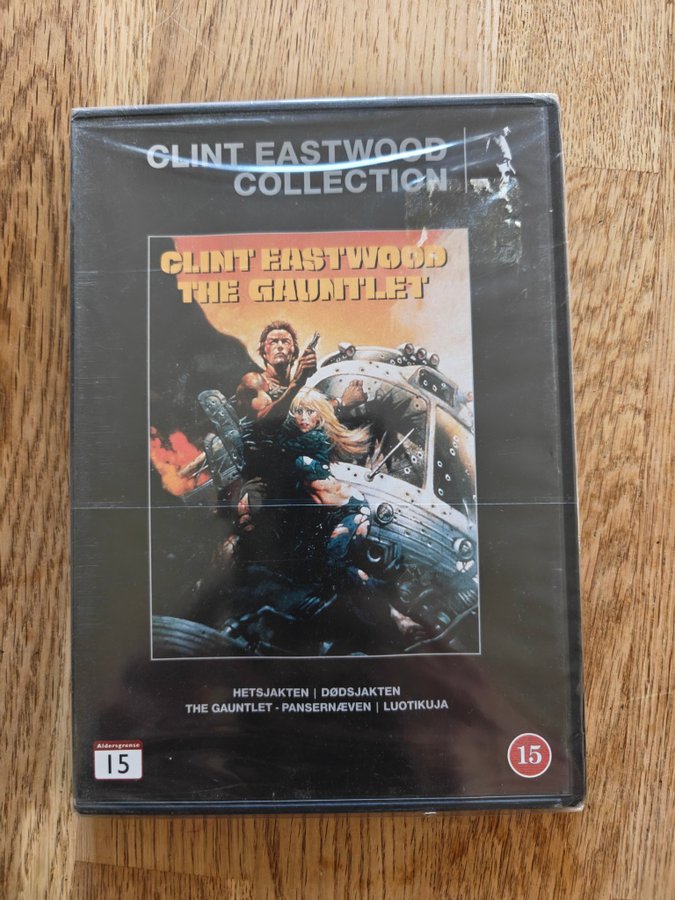 CLINT EASTWOOD
COLLECTION
CLINT EASTWOOD
THE GAUNTLET
HETSJAKTEN | DØDSJAKTEN
THE GAUNTLET - PANSERNÆVEN | LUOTIKUJA
Aldersgrense
15
15